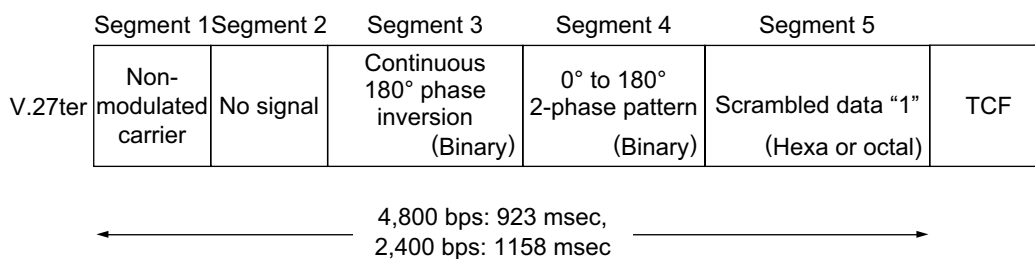 Segment 1 Segment 2 Segment 3 Segment 4 Segment 5
V.27ter
Non-
modulated
carrier
No signal
Continuous
180° phase
inversion
(Binary)
0° to 180°
2-phase pattern
(Binary)
Scrambled data “1”
(Hexa or octal)
TCF
4,800 bps: 923 msec,
2,400 bps: 1158 msec